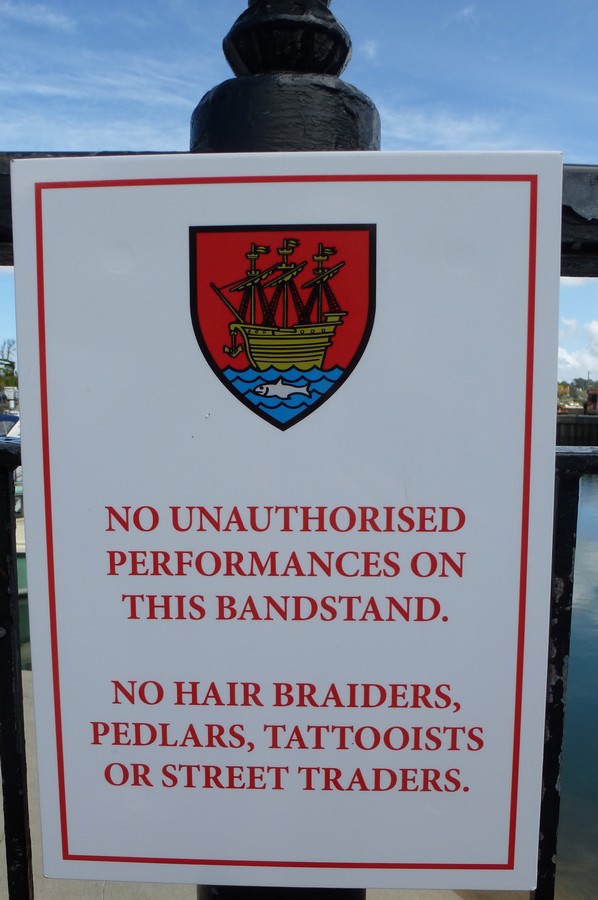 NO UNAUTHORISED
PERFORMANCES ON
THIS BANDSTAND.
NO HAIR BRAIDERS,
PEDLARS, TATTOOISTS
OR STREET TRADERS.